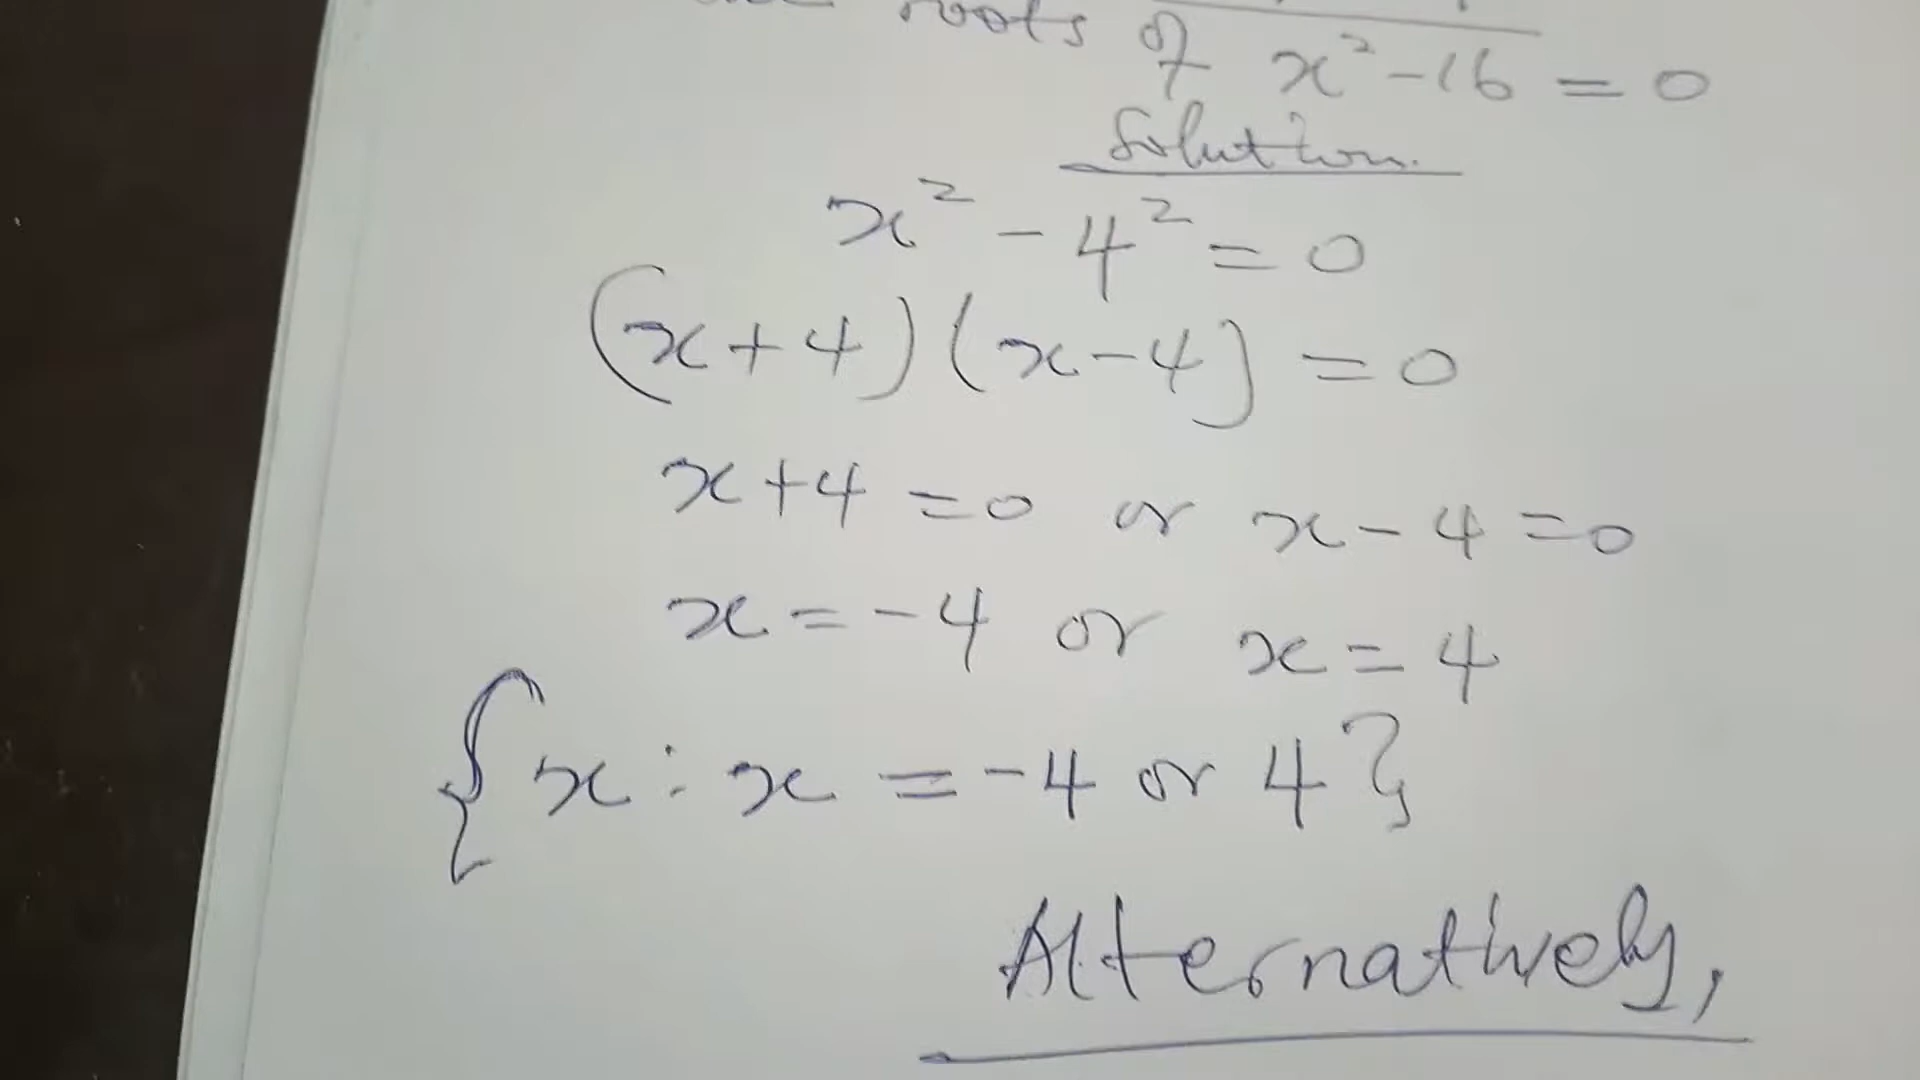 roots of x² - 16 = 0
Solution.
x² - 4² = 0
(x + 4) (x - 4) = 0
x + 4 = 0 or x - 4 = 0
x = -4 or x = 4
{x : x = -4 or 4}
Alternatively,